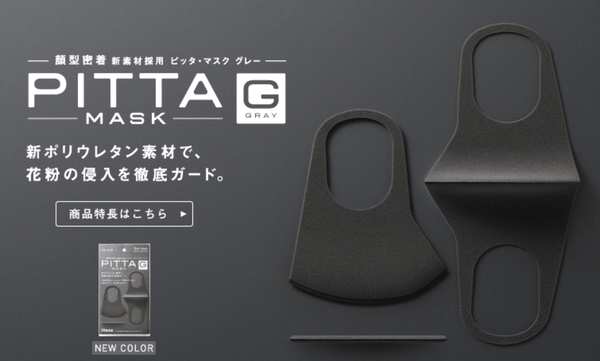 顔型密着 新素材採用 ピッタ・マスク グレー
PITTA G
MASK GRAY
新ポリウレタン素材で、
花粉の侵入を徹底ガード。
商品特長はこちら
PITTA G
NEW COLOR